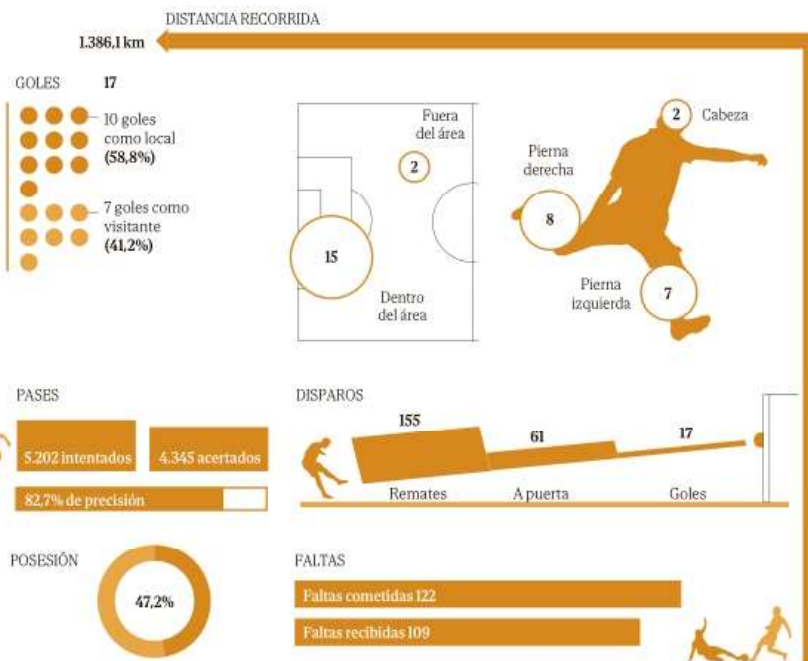 DISTANCIA RECORRIDA
1.386,1 km
GOLES 17
10 goles
como local
(58,8%)
7 goles como
visitante
(41,2%)
Fuera
del área
2
15
Dentro
del área
2
Cabeza
Pierna
derecha
8
Pierna
izquierda
7
PASES
5.202 intentados
4.345 acertados
82,7% de precisión
DISPAROS
155
61
17
Remates
A puerta
Goles
POSESIÓN
47,2%
FALTAS
Faltas cometidas 122
Faltas recibidas 109